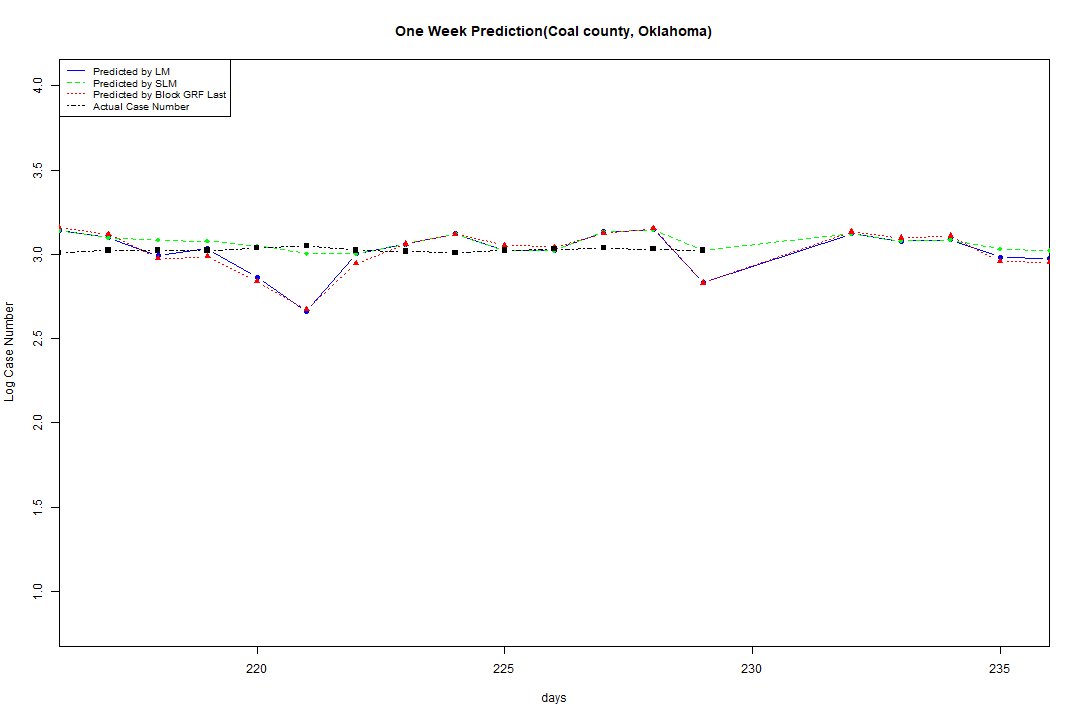 One Week Prediction(Coal county, Oklahoma)
Predicted by LM
Predicted by SLM
Predicted by Block GRF Last
Actual Case Number
4.0
3.5
3.0
2.5
2.0
1.5
1.0
Log Case Number
220
225
230
235
days